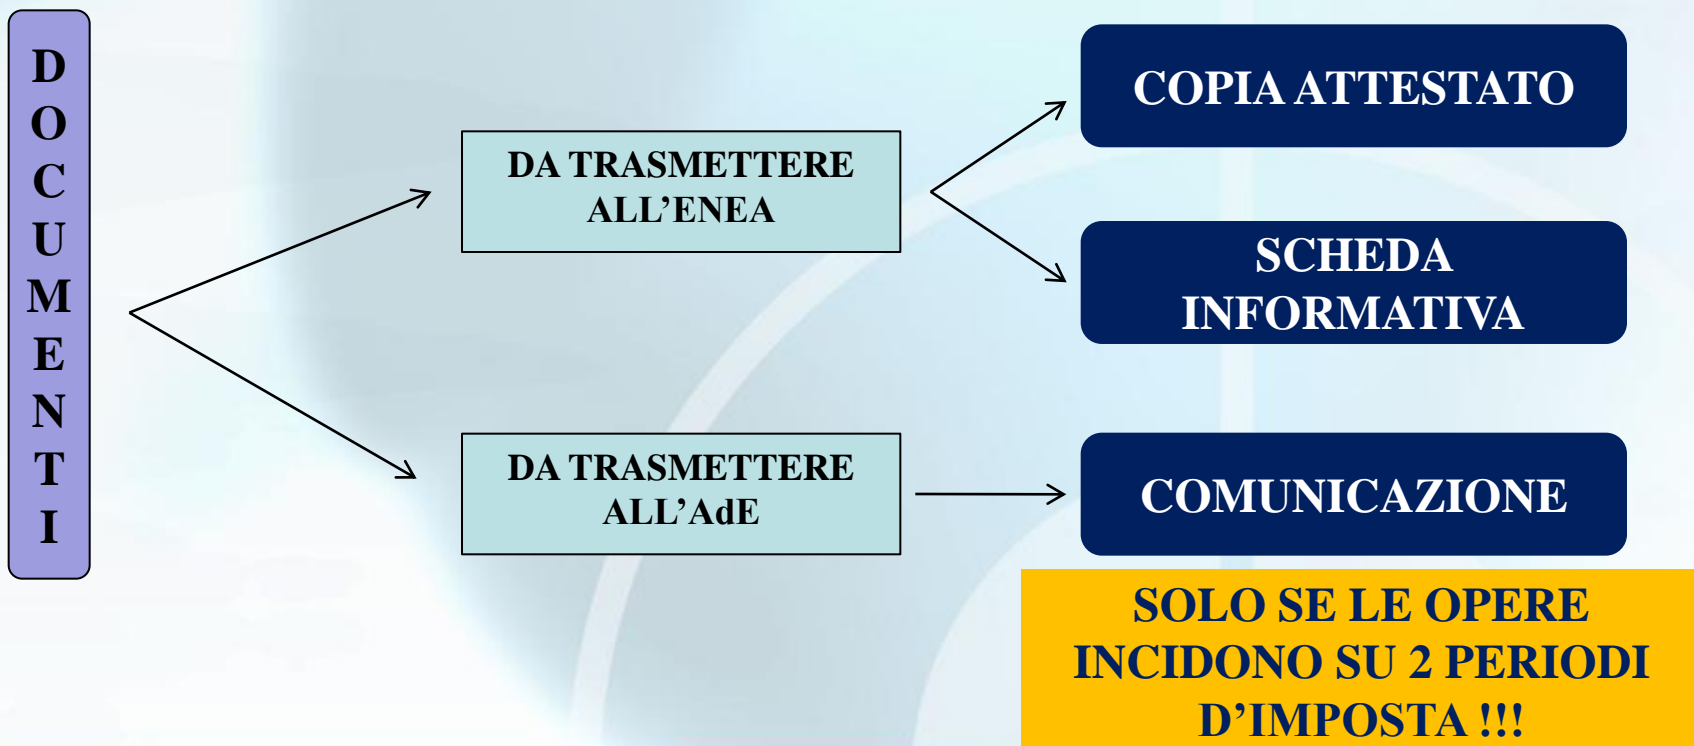 DOCUMENTI
DA TRASMETTERE
ALL’ENEA
COPIA ATTESTATO
SCHEDA
INFORMATIVA
DA TRASMETTERE
ALL’AdE
COMUNICAZIONE
SOLO SE LE OPERE
INCIDONO SU 2 PERIODI
D’IMPOSTA !!!